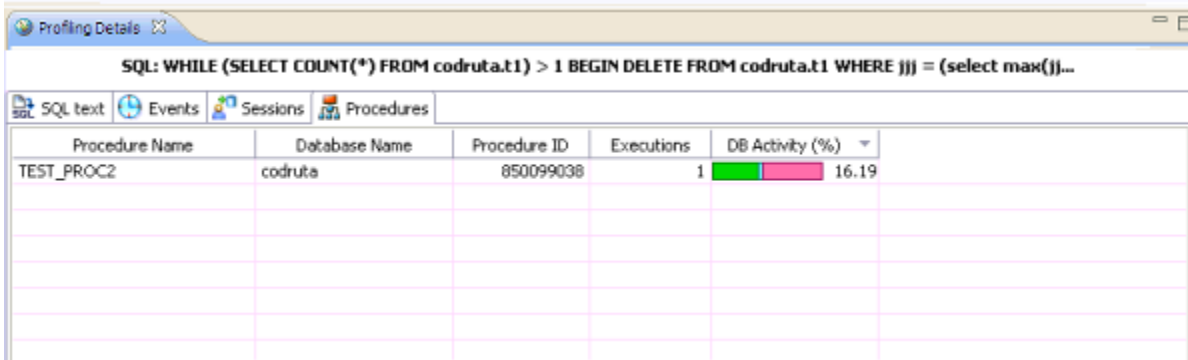 Profiling Details
SQL: WHILE (SELECT COUNT(*) FROM codruta.t1) > 1 BEGIN DELETE FROM codruta.t1 WHERE jjj = (select max(jj...
SQL text Events Sessions Procedures
Procedure Name Database Name Procedure ID Executions DB Activity (%)
TEST_PROC2 codruta 850099038 1 16.19